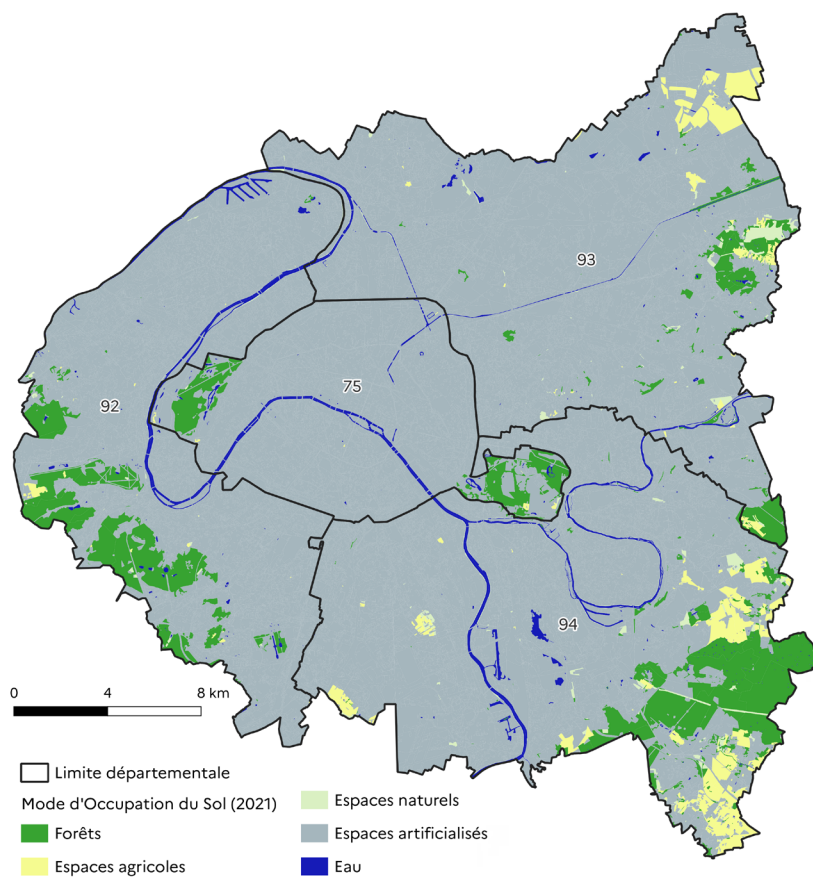 93
75
92
94
0 4 8 km
Limite départementale
Mode d'Occupation du Sol (2021)
Forêts
Espaces agricoles
Espaces naturels
Espaces artificialisés
Eau